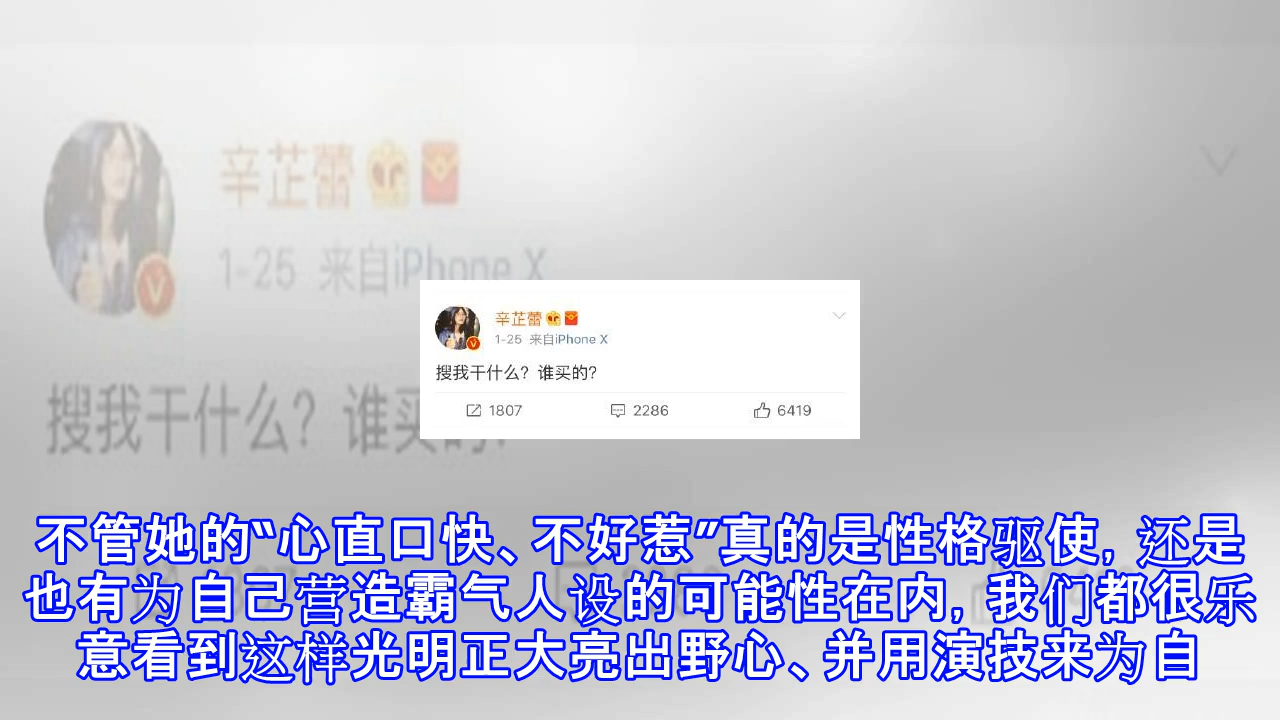 辛芷蕾
1-25 来自iPhone X
搜我干什么？谁买的？
辛芷蕾
1-25 来自iPhone X
搜我干什么？谁买的？
1807 2286 6419
不管她的“心直口快、不好惹”真的是性格驱使，还是
也有为自己营造霸气人设的可能性在内，我们都很乐
意看到这样光明正大亮出野心、并用演技来为自